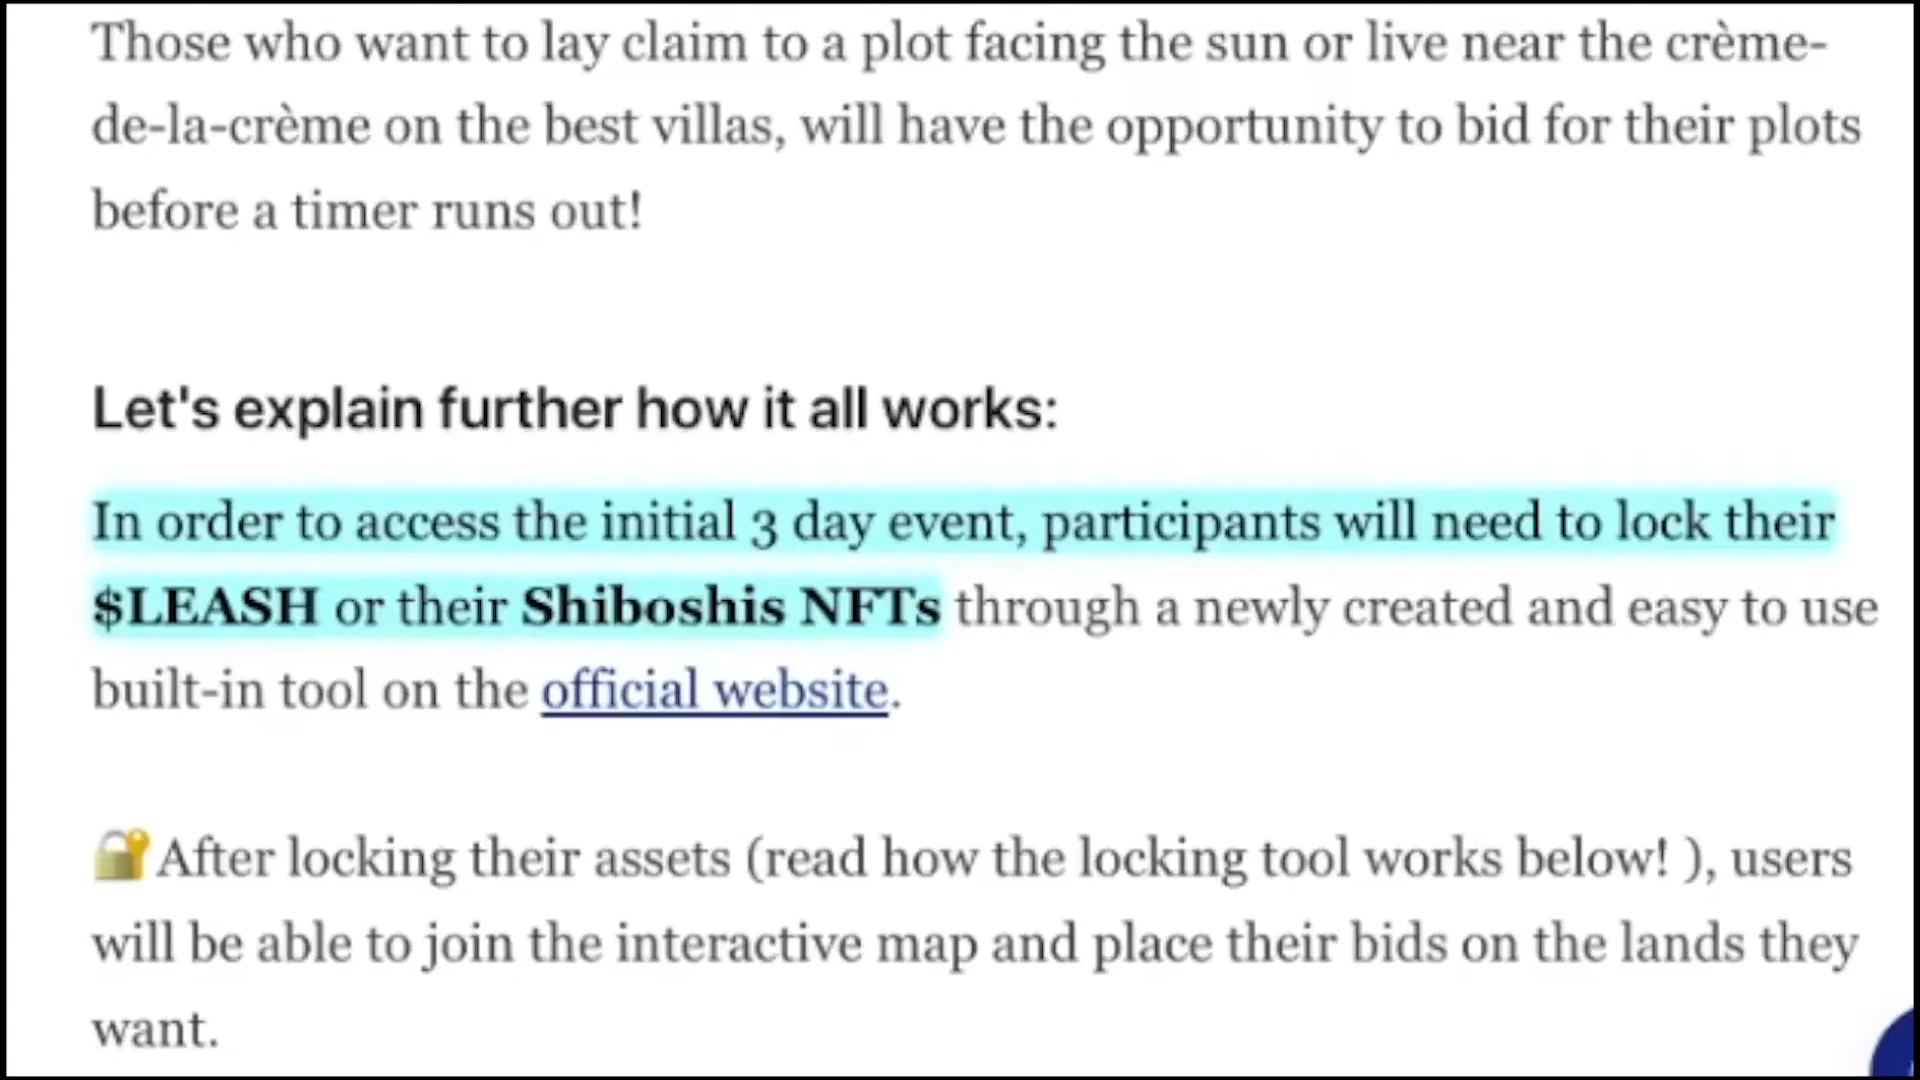 Those who want to lay claim to a plot facing the sun or live near the crème-
de-la-crème on the best villas, will have the opportunity to bid for their plots
before a timer runs out!
Let's explain further how it all works:
In order to access the initial 3 day event, participants will need to lock their
$LEASH or their Shiboshis NFTs through a newly created and easy to use
built-in tool on the official website.
🔐After locking their assets (read how the locking tool works below! ), users
will be able to join the interactive map and place their bids on the lands they
want.